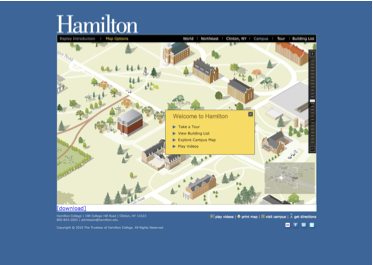 Hamilton
Replay Introduction | Map Options
World | Northeast | Clinton, NY | Campus | Tour | Building List
Welcome to Hamilton
Take a Tour
View Building List
Explore Campus Map
Play Videos
[download]
Hamilton College | 198 College Hill Road | Clinton, NY 13323
play videos | print map | visit campus | get directions
Copyright © 2010 The Trustees of Hamilton College. All Rights Reserved.